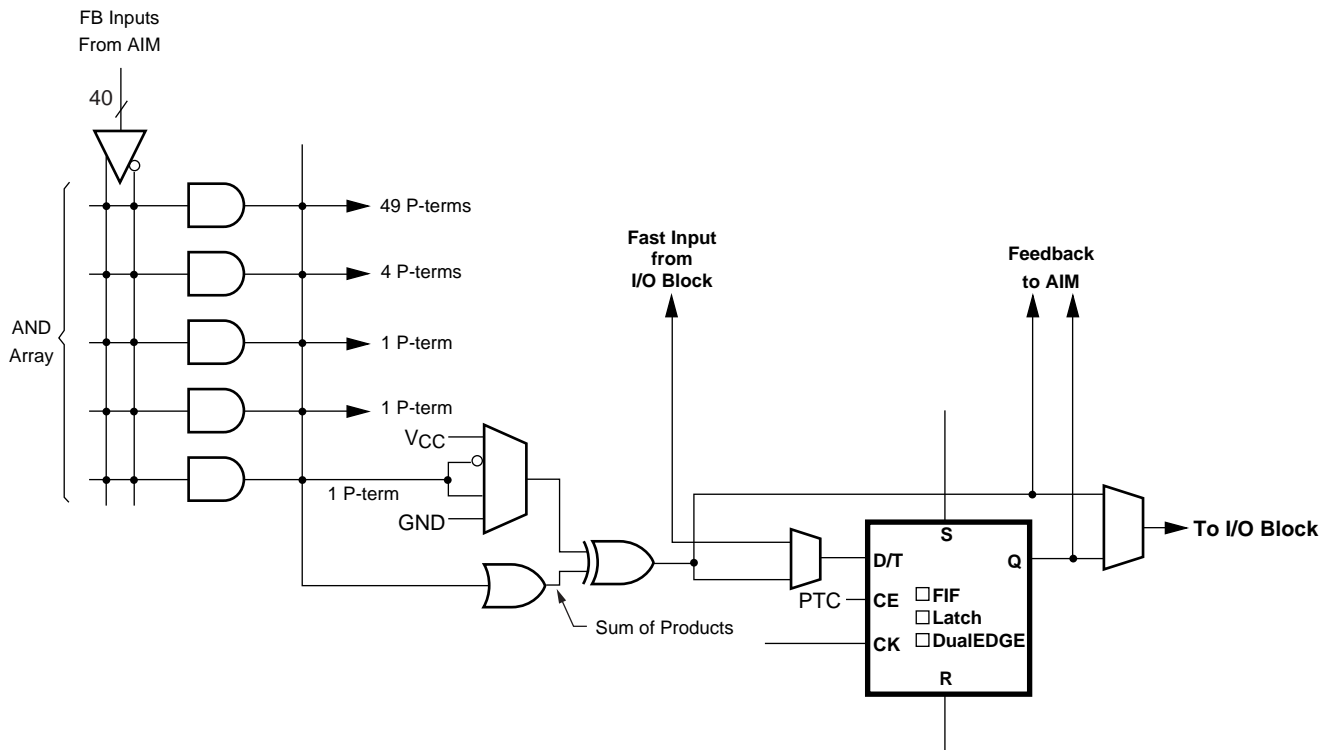 FB Inputs
From AIM
40
49 P-terms
4 P-terms
AND
Array
1 P-term
1 P-term
VCC
1 P-term
GND
Sum of Products
Fast Input
from
I/O Block
Feedback
to AIM
S
D/T
Q
PTC
CE
FIF
Latch
CK
DualEDGE
R
To I/O Block